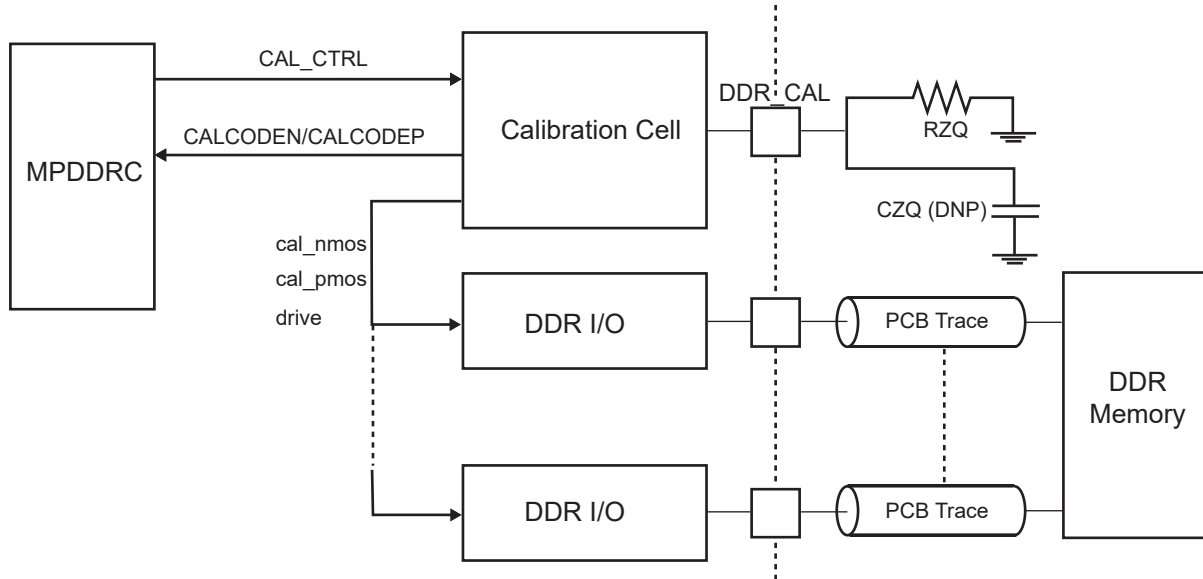 CAL_CTRL
DDR_CAL
RZQ
Calibration Cell
CALCODEN/CALCODEP
MPDDRC
CZQ (DNP)
cal_nmos
cal_pmos
drive
DDR I/O
PCB Trace
DDR
Memory
DDR I/O
PCB Trace